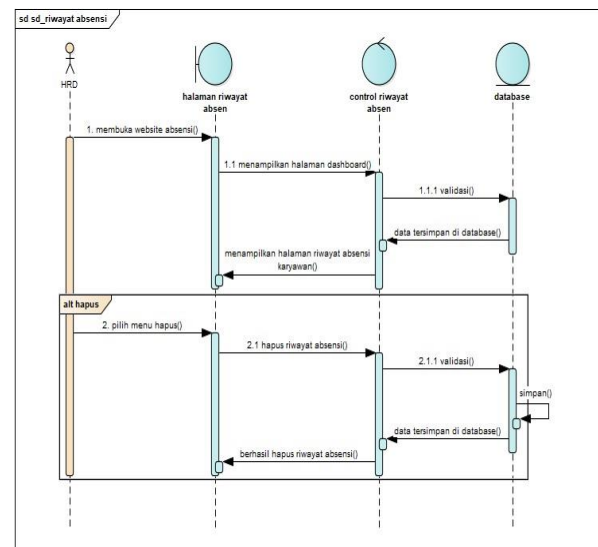 sd sd_riwayat absensi
HRD
halaman riwayat
absen
control riwayat
absen
database
1. membuka website absensi()
1.1 menampilkan halaman dashboard()
1.1.1 validasi()
data tersimpan di database()
menampilkan halaman riwayat absensi
karyawan()
alt hapus
2. pilih menu hapus()
2.1 hapus riwayat absensi()
2.1.1 validasi()
simpan()
data tersimpan di database()
berhasil hapus riwayat absensi()